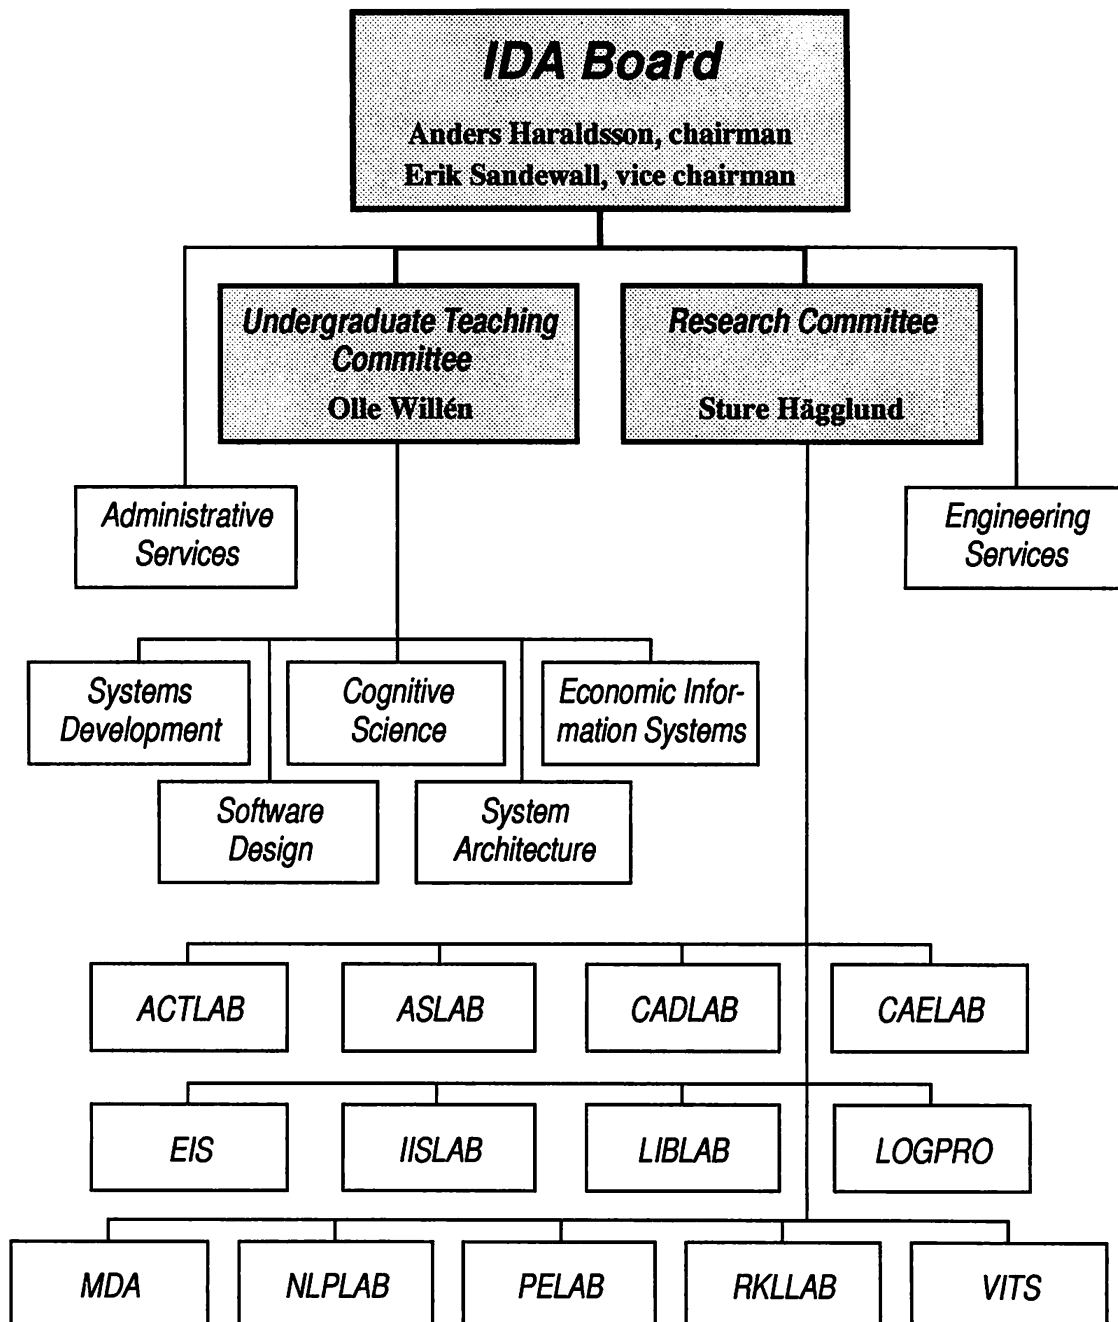 IDA Board
Anders Haraldsson, chairman
Erik Sandewall, vice chairman
Undergraduate Teaching
Committee
Olle Willén
Research Committee
Sture Hägglund
Administrative
Services
Engineering
Services
Systems
Development
Cognitive
Science
Economic Infor-
mation Systems
Software
Design
System
Architecture
ACTLAB
ASLAB
CADLAB
CAELAB
EIS
IISLAB
LIBLAB
LOGPRO
MDA
NLPLAB
PELAB
RKLLAB
VITS